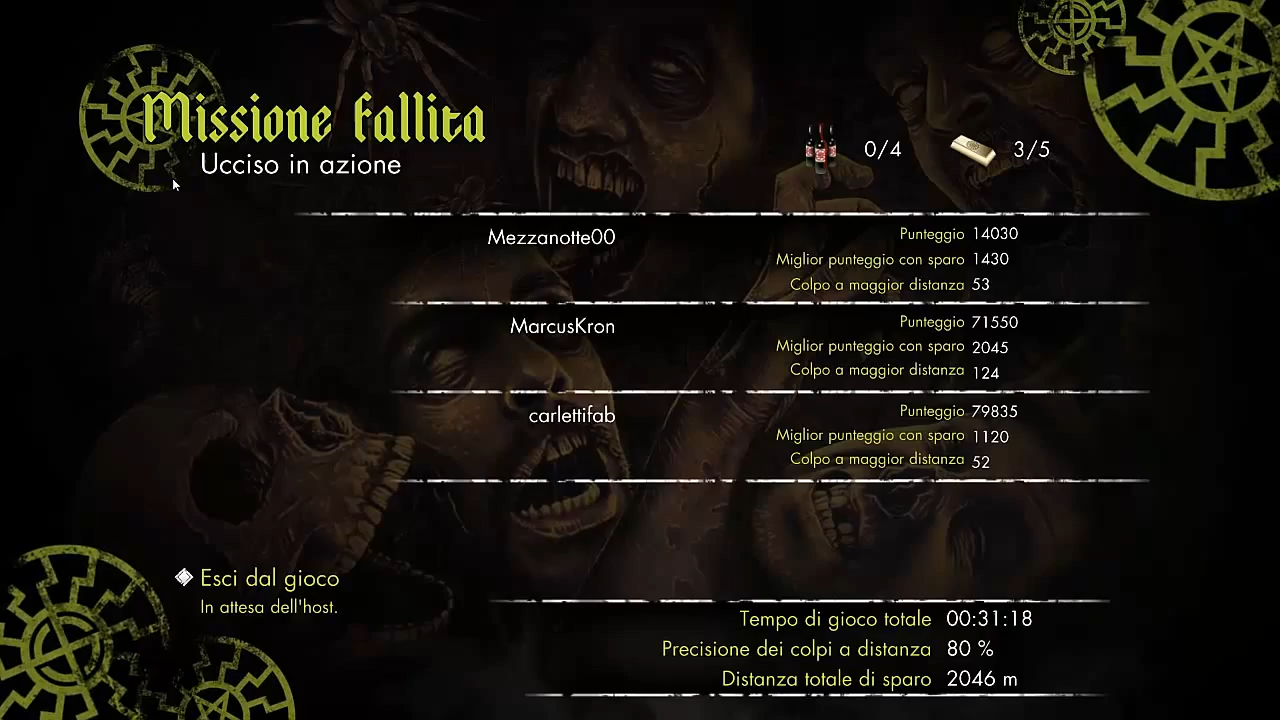 Missione fallita
Ucciso in azione
0/4
3/5
Mezzanotte00
Punteggio 14030
Miglior punteggio con sparo 1430
Colpo a maggior distanza 53
MarcusKron
Punteggio 71550
Miglior punteggio con sparo 2045
Colpo a maggior distanza 124
carlettifab
Punteggio 79835
Miglior punteggio con sparo 1120
Colpo a maggior distanza 52
Esci dal gioco
In attesa dell'host.
Tempo di gioco totale 00:31:18
Precisione dei colpi a distanza 80 %
Distanza totale di sparo 2046 m